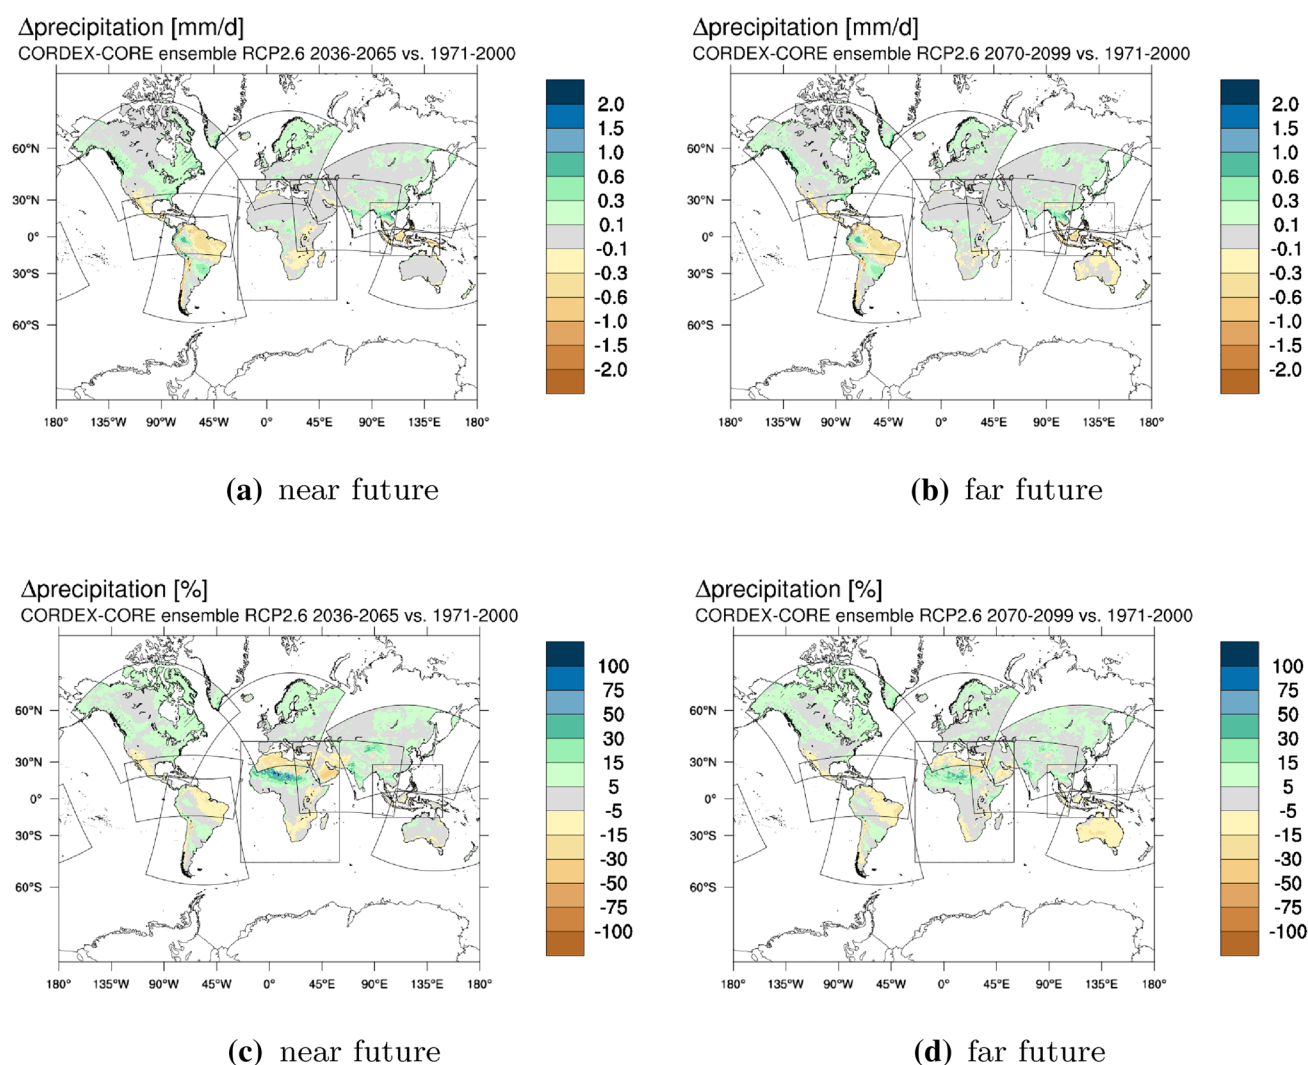 Δprecipitation [mm/d]
CORDEX-CORE ensemble RCP2.6 2036-2065 vs. 1971-2000
60°N
30°N
0°
30°S
60°S
180°
135°W
90°W
45°W
0°
45°E
90°E
135°E
180°
2.0
1.5
1.0
0.6
0.3
0.1
-0.1
-0.3
-0.6
-1.0
-1.5
-2.0
(a) near future
Δprecipitation [mm/d]
CORDEX-CORE ensemble RCP2.6 2070-2099 vs. 1971-2000
60°N
30°N
0°
30°S
60°S
180°
135°W
90°W
45°W
0°
45°E
90°E
135°E
180°
2.0
1.5
1.0
0.6
0.3
0.1
-0.1
-0.3
-0.6
-1.0
-1.5
-2.0
(b) far future
Δprecipitation [%]
CORDEX-CORE ensemble RCP2.6 2036-2065 vs. 1971-2000
60°N
30°N
0°
30°S
60°S
180°
135°W
90°W
45°W
0°
45°E
90°E
135°E
180°
100
75
50
30
15
5
-5
-15
-30
-50
-75
-100
(c) near future
Δprecipitation [%]
CORDEX-CORE ensemble RCP2.6 2070-2099 vs. 1971-2000
60°N
30°N
0°
30°S
60°S
180°
135°W
90°W
45°W
0°
45°E
90°E
135°E
180°
100
75
50
30
15
5
-5
-15
-30
-50
-75
-100
(d) far future